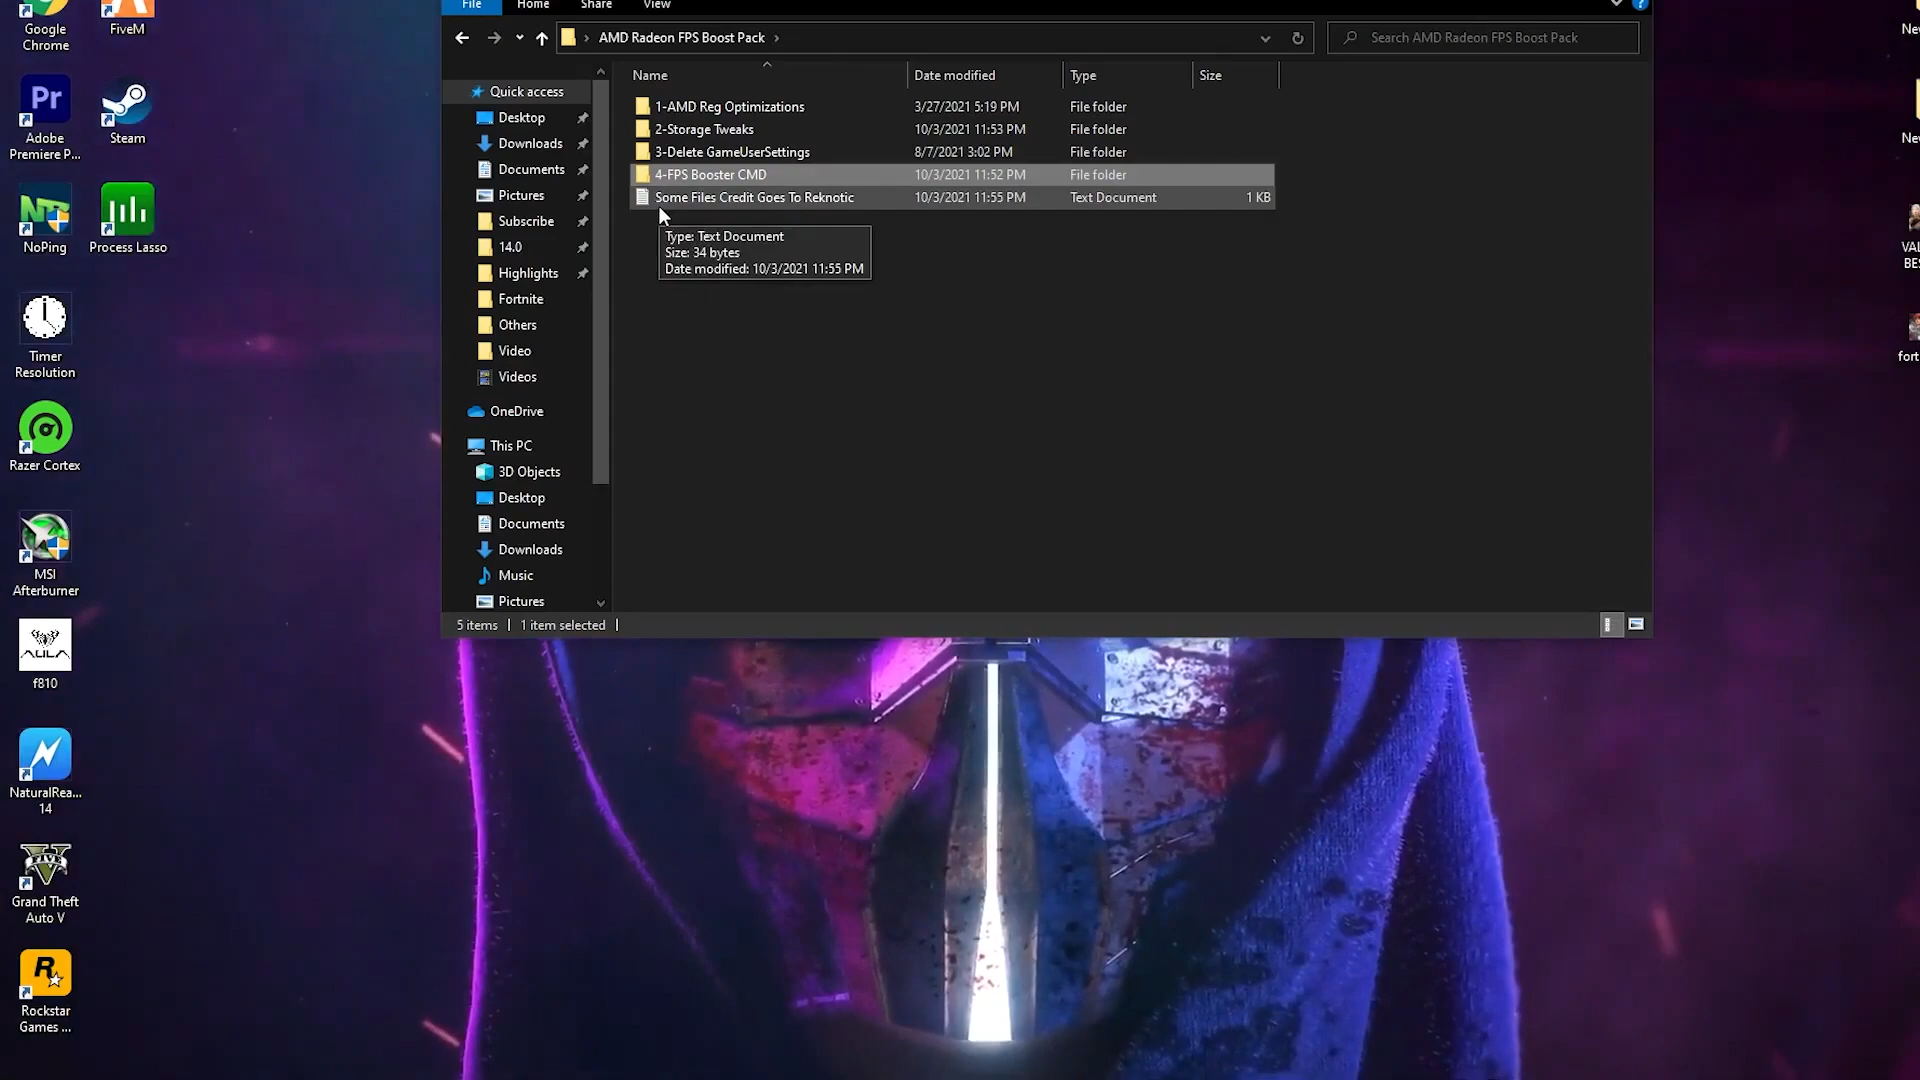 File Home Share View
AMD Radeon FPS Boost Pack
Search AMD Radeon FPS Boost Pack
Name Date modified Type Size
1-AMD Reg Optimizations 3/27/2021 5:19 PM File folder
2-Storage Tweaks 10/3/2021 11:53 PM File folder
3-Delete GameUserSettings 8/7/2021 3:02 PM File folder
4-FPS Booster CMD 10/3/2021 11:52 PM File folder
Some Files Credit Goes To Reknotic 10/3/2021 11:55 PM Text Document 1 KB
Type: Text Document
Size: 34 bytes
Date modified: 10/3/2021 11:55 PM
Quick access
Desktop
Downloads
Documents
Pictures
Subscribe
14.0
Highlights
Fortnite
Others
Video
Videos
OneDrive
This PC
3D Objects
Desktop
Documents
Downloads
Music
Pictures
5 items 1 item selected
Google
Chrome
FiveM
Pr
Adobe
Premiere P...
Steam
NoPing
Process Lasso
Timer
Resolution
Razer Cortex
MSI
Afterburner
AULA
f810
NaturalRea...
14
FIVE
Grand Theft
Auto V
R
Rockstar
Games ...